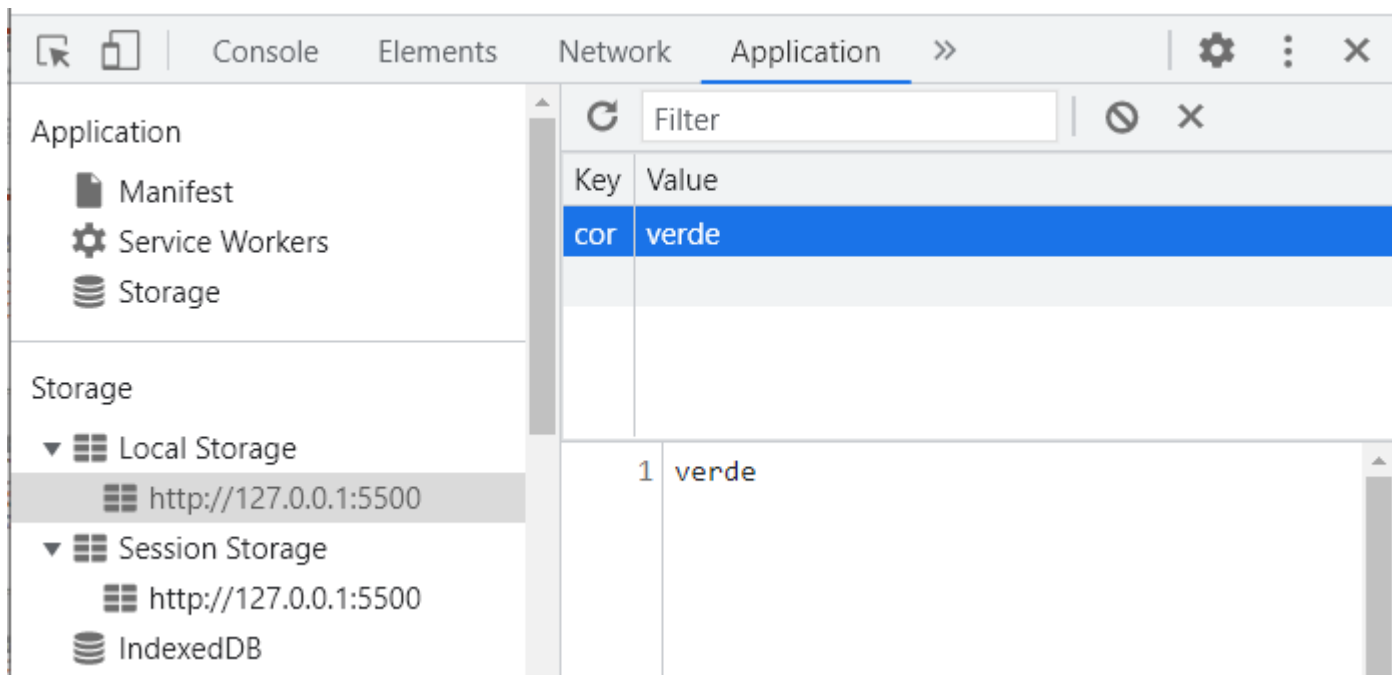 Console Elements Network Application
Application
Manifest
Service Workers
Storage
Storage
Local Storage
http://127.0.0.1:5500
Session Storage
http://127.0.0.1:5500
IndexedDB
Filter
Key Value
cor verde
1 verde